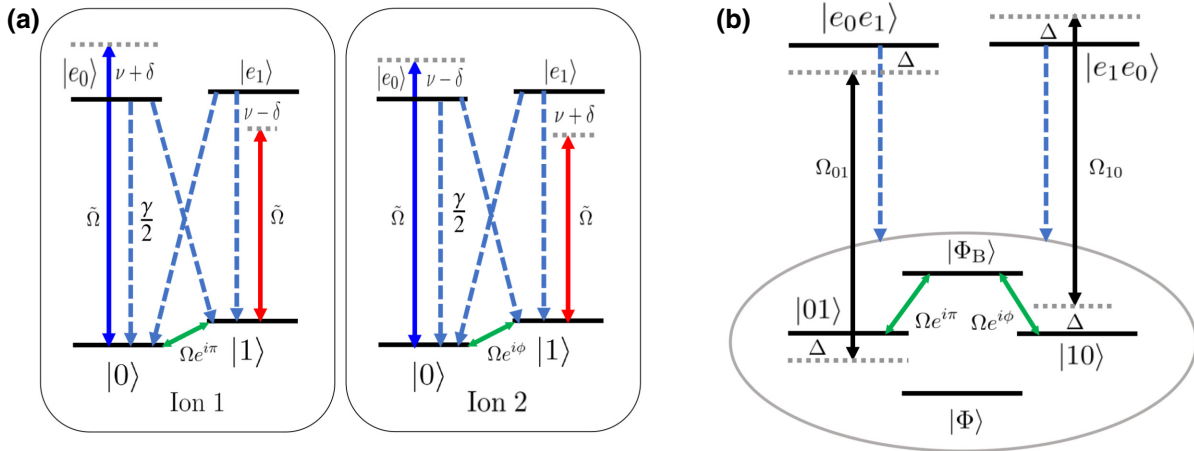 (a)
|e₀⟩
ν + δ
|e₁⟩
ν − δ
Ω̃
γ/2
Ω̃
Ωe^{iπ}
|0⟩
|1⟩
Ion 1
|e₀⟩
ν − δ
|e₁⟩
ν + δ
Ω̃
γ/2
Ω̃
Ωe^{iϕ}
|0⟩
|1⟩
Ion 2
(b)
|e₀e₁⟩
Δ
Δ
|e₁e₀⟩
Ω₀₁
Ω₁₀
|Φ_B⟩
|01⟩
Ωe^{iπ}
Ωe^{iϕ}
Δ
Δ
|10⟩
|Φ⟩